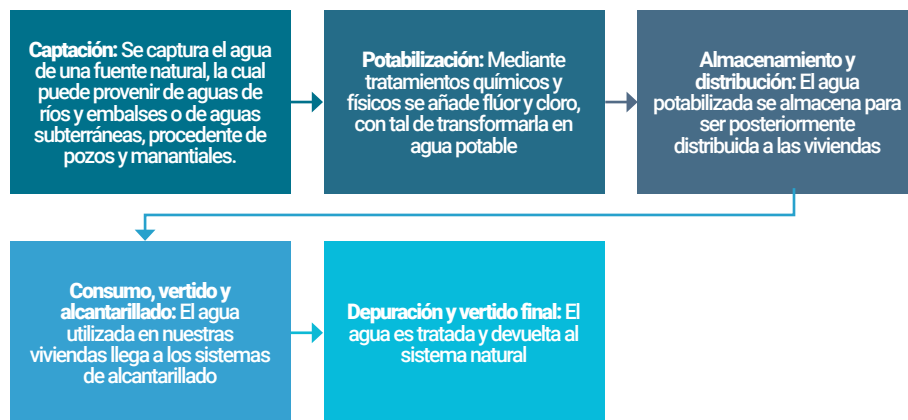 Captación: Se captura el agua
de una fuente natural, la cual
puede provenir de aguas de
ríos y embalses o de aguas
subterráneas, procedente de
pozos y manantiales.
Potabilización: Mediante
tratamientos químicos y
físicos se añade flúor y cloro,
con tal de transformarla en
agua potable
Almacenamiento y
distribución: El agua
potabilizada se almacena para
ser posteriormente
distribuida a las viviendas
Consumo, vertido y
alcantarillado: El agua
utilizada en nuestras
viviendas llega a los sistemas
de alcantarillado
Depuración y vertido final: El
agua es tratada y devuelta al
sistema natural